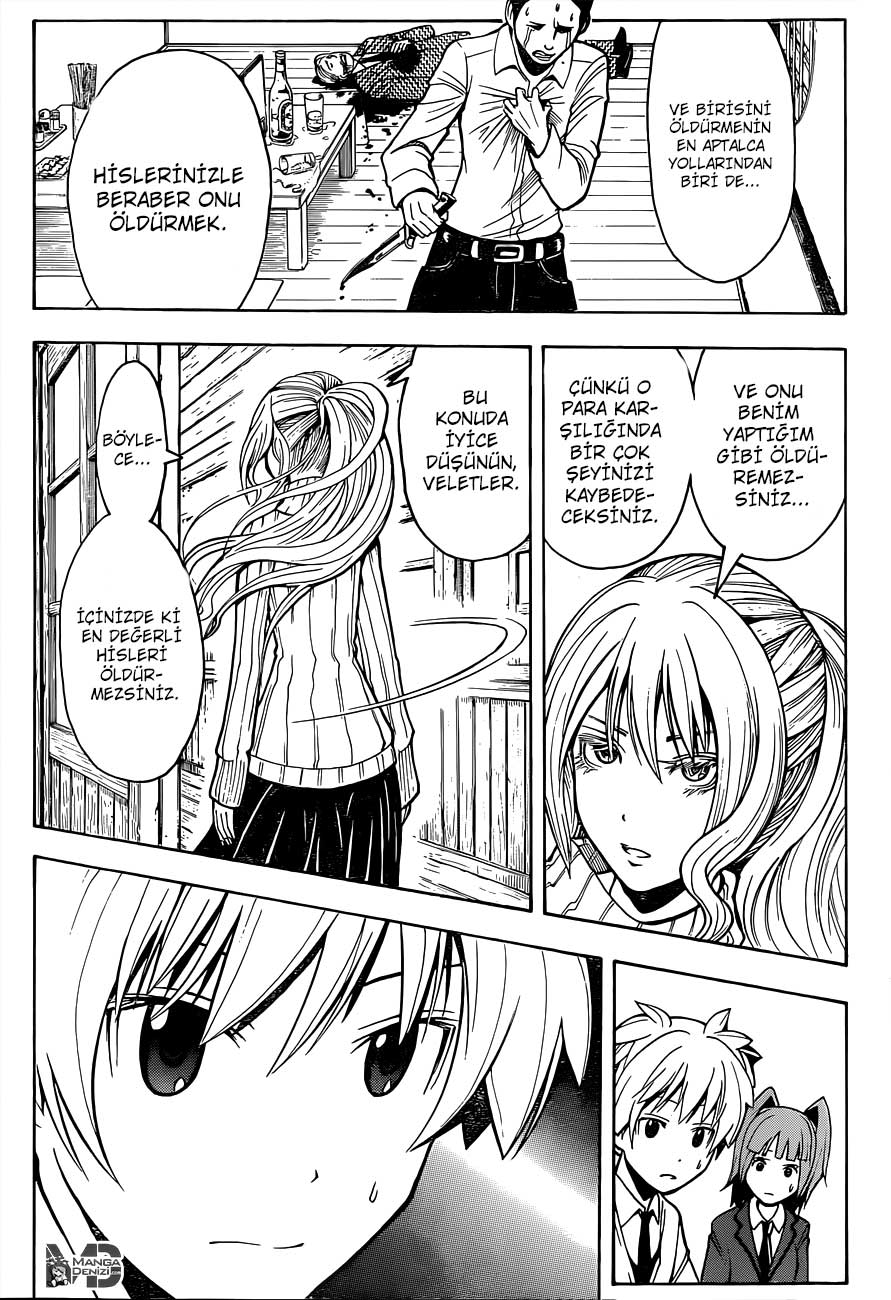 VE BİRİSİNİ
ÖLDÜRMENİN
EN APTALCA
YOLLARINDAN
BİRİ DE...
HİSLERİNİZLE
BERABER ONU
ÖLDÜRMEK.
VE ONU
BENİM
YAPTIĞIM
GİBİ ÖLDÜ-
REMEZ-
SİNİZ...
ÇÜNKÜ O
PARA KAR-
ŞILIĞINDA
BİR ÇOK
ŞEYİNİZİ
KAYBEDE-
CEKSİNİZ.
BU
KONUDA
İYİCE
DÜŞÜNÜN,
VELETLER.
BÖYLE-
CE...
İÇİNİZDE Kİ
EN DEĞERLİ
HİSLERİ
ÖLDÜR-
MEZSİNİZ.
MANGA
DENİZİ